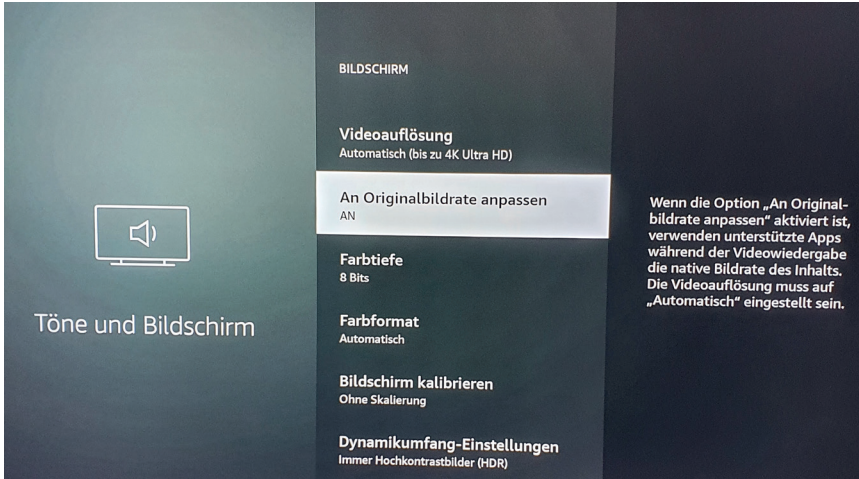 Töne und Bildschirm
BILDSCHIRM
Videoauflösung
Automatisch (bis zu 4K Ultra HD)
An Originalbildrate anpassen
AN
Farbtiefe
8 Bits
Farbformat
Automatisch
Bildschirm kalibrieren
Ohne Skalierung
Dynamikumfang-Einstellungen
Immer Hochkontrastbilder (HDR)
Wenn die Option „An Original-
bildrate anpassen“ aktiviert ist,
verwenden unterstützte Apps
während der Videowiedergabe
die native Bildrate des Inhalts.
Die Videoauflösung muss auf
„Automatisch“ eingestellt sein.